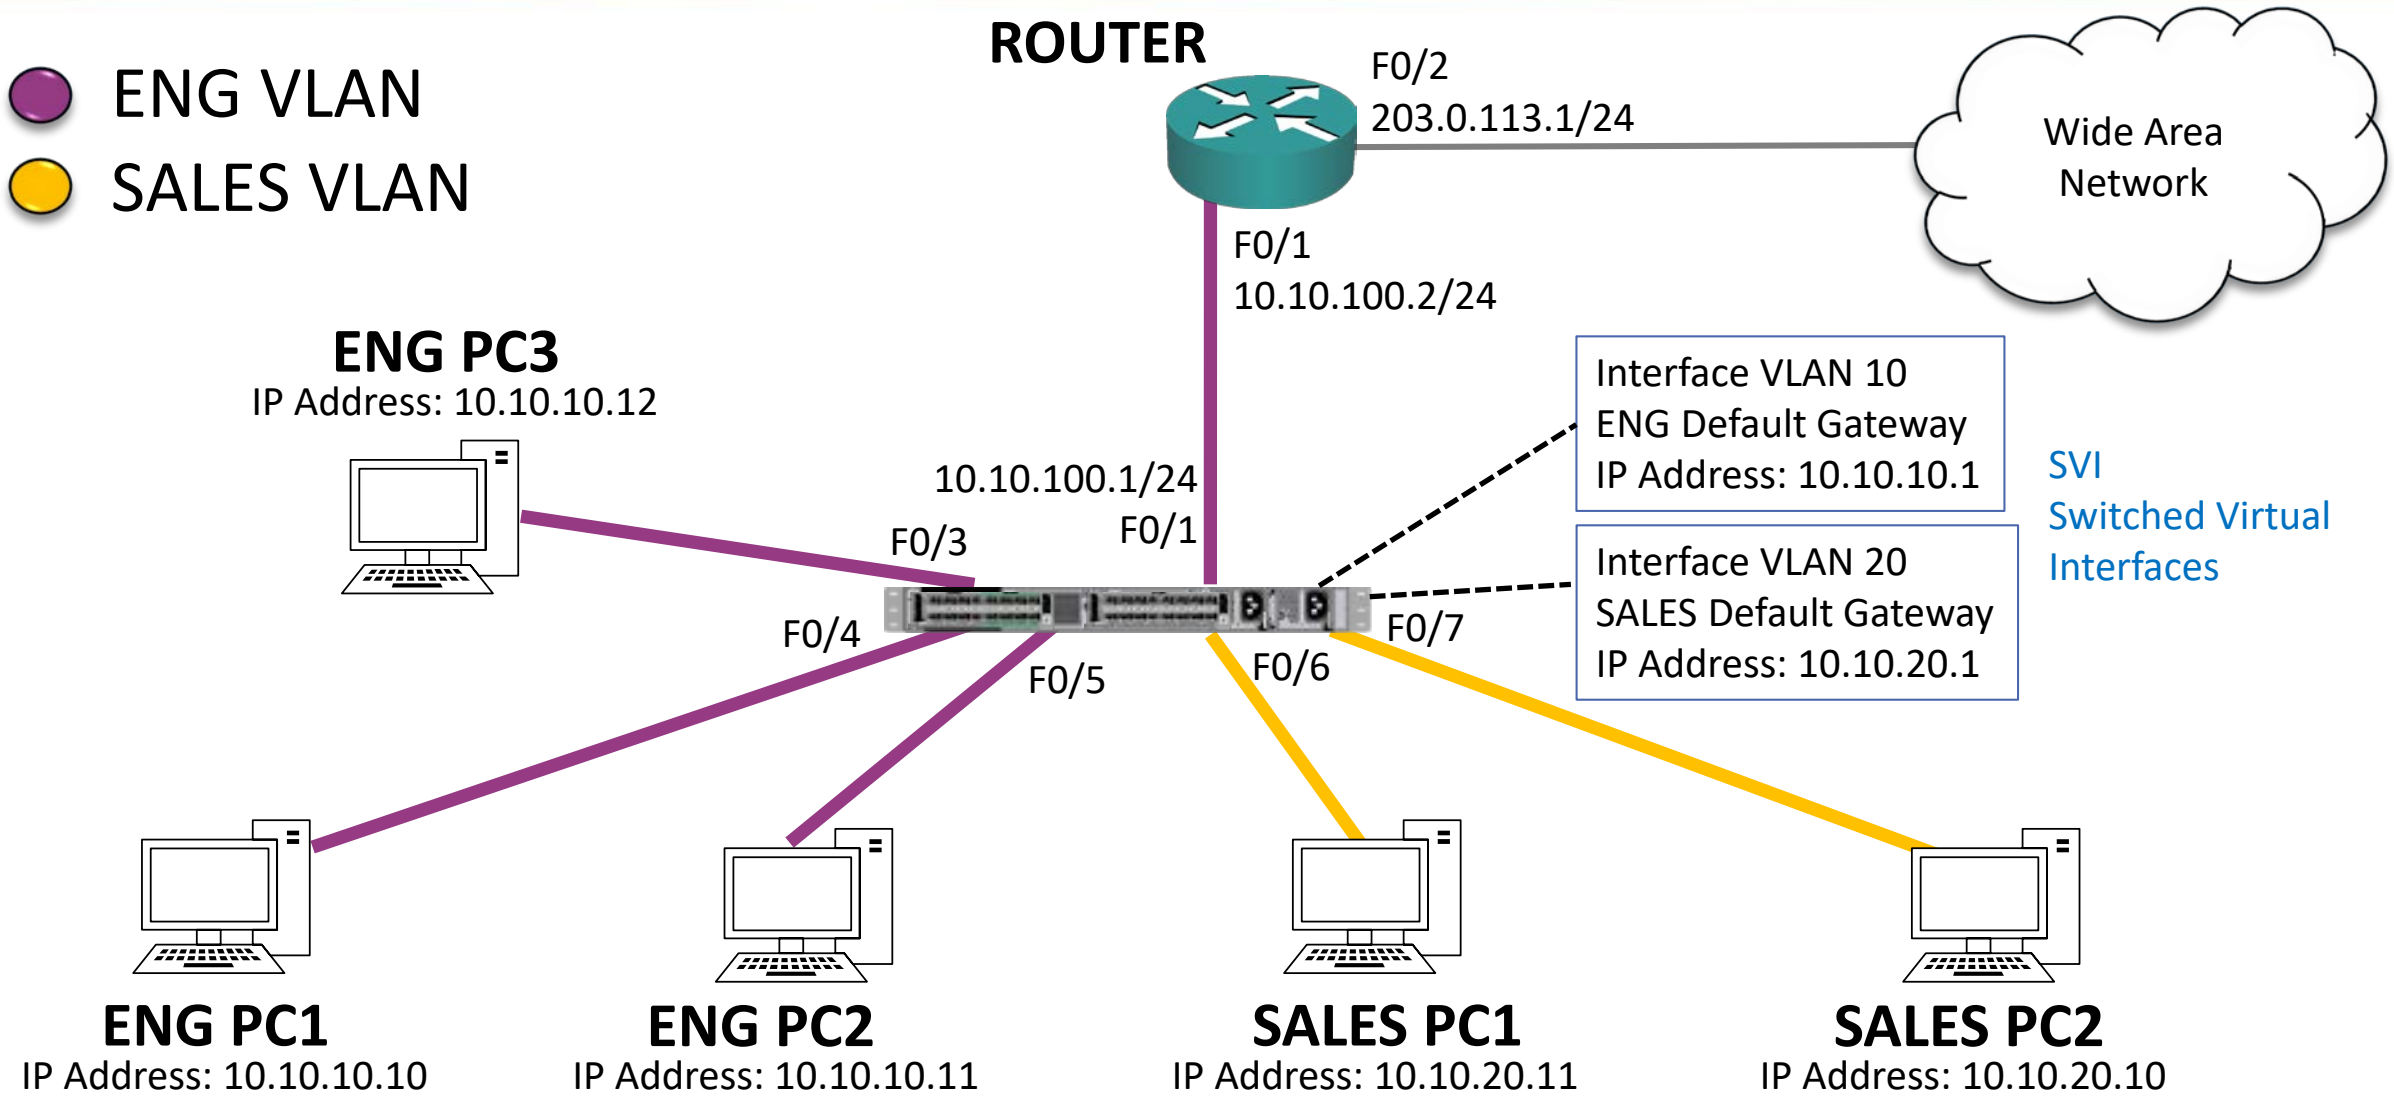 ROUTER
ENG VLAN
SALES VLAN
F0/2
203.0.113.1/24
Wide Area
Network
F0/1
10.10.100.2/24
ENG PC3
IP Address: 10.10.10.12
Interface VLAN 10
ENG Default Gateway
IP Address: 10.10.10.1
SVI
Switched Virtual
Interfaces
10.10.100.1/24
F0/1
F0/3
Interface VLAN 20
SALES Default Gateway
IP Address: 10.10.20.1
F0/4
F0/5
F0/6
F0/7
ENG PC1
IP Address: 10.10.10.10
ENG PC2
IP Address: 10.10.10.11
SALES PC1
IP Address: 10.10.20.11
SALES PC2
IP Address: 10.10.20.10